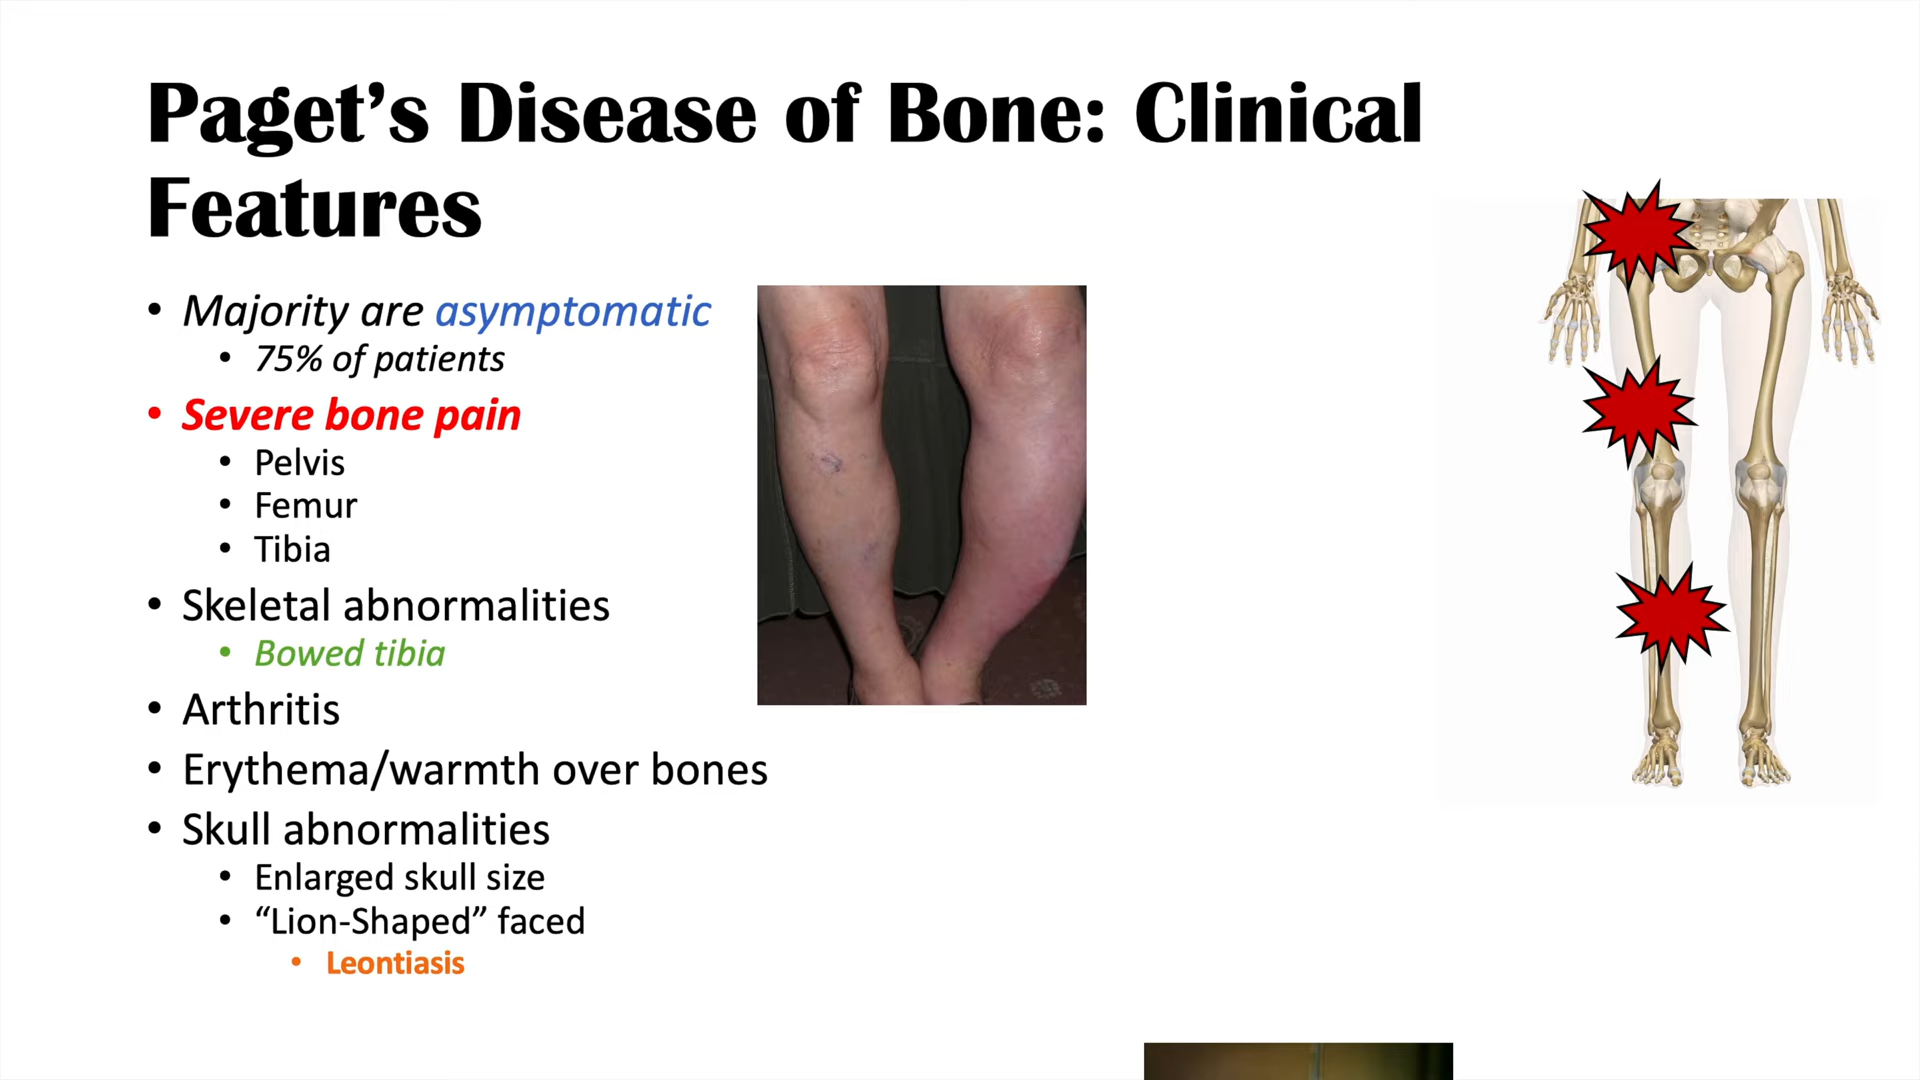 Paget’s Disease of Bone: Clinical
Features
• Majority are asymptomatic
• 75% of patients
• Severe bone pain
• Pelvis
• Femur
• Tibia
• Skeletal abnormalities
• Bowed tibia
• Arthritis
• Erythema/warmth over bones
• Skull abnormalities
• Enlarged skull size
• “Lion-Shaped” faced
• Leontiasis